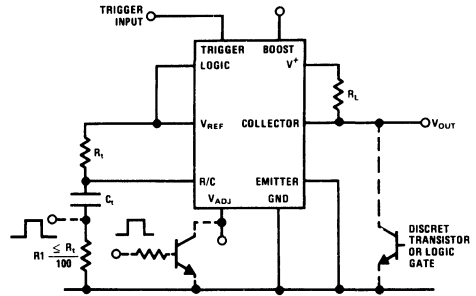 TRIGGER
INPUT
TRIGGER
BOOST
LOGIC
V+
RL
VREF
COLLECTOR
VOUT
Rt
R/C
EMITTER
Ct
VADJ
GND
R1 ≤ Rt
100
DISCRET
TRANSISTOR
OR LOGIC
GATE